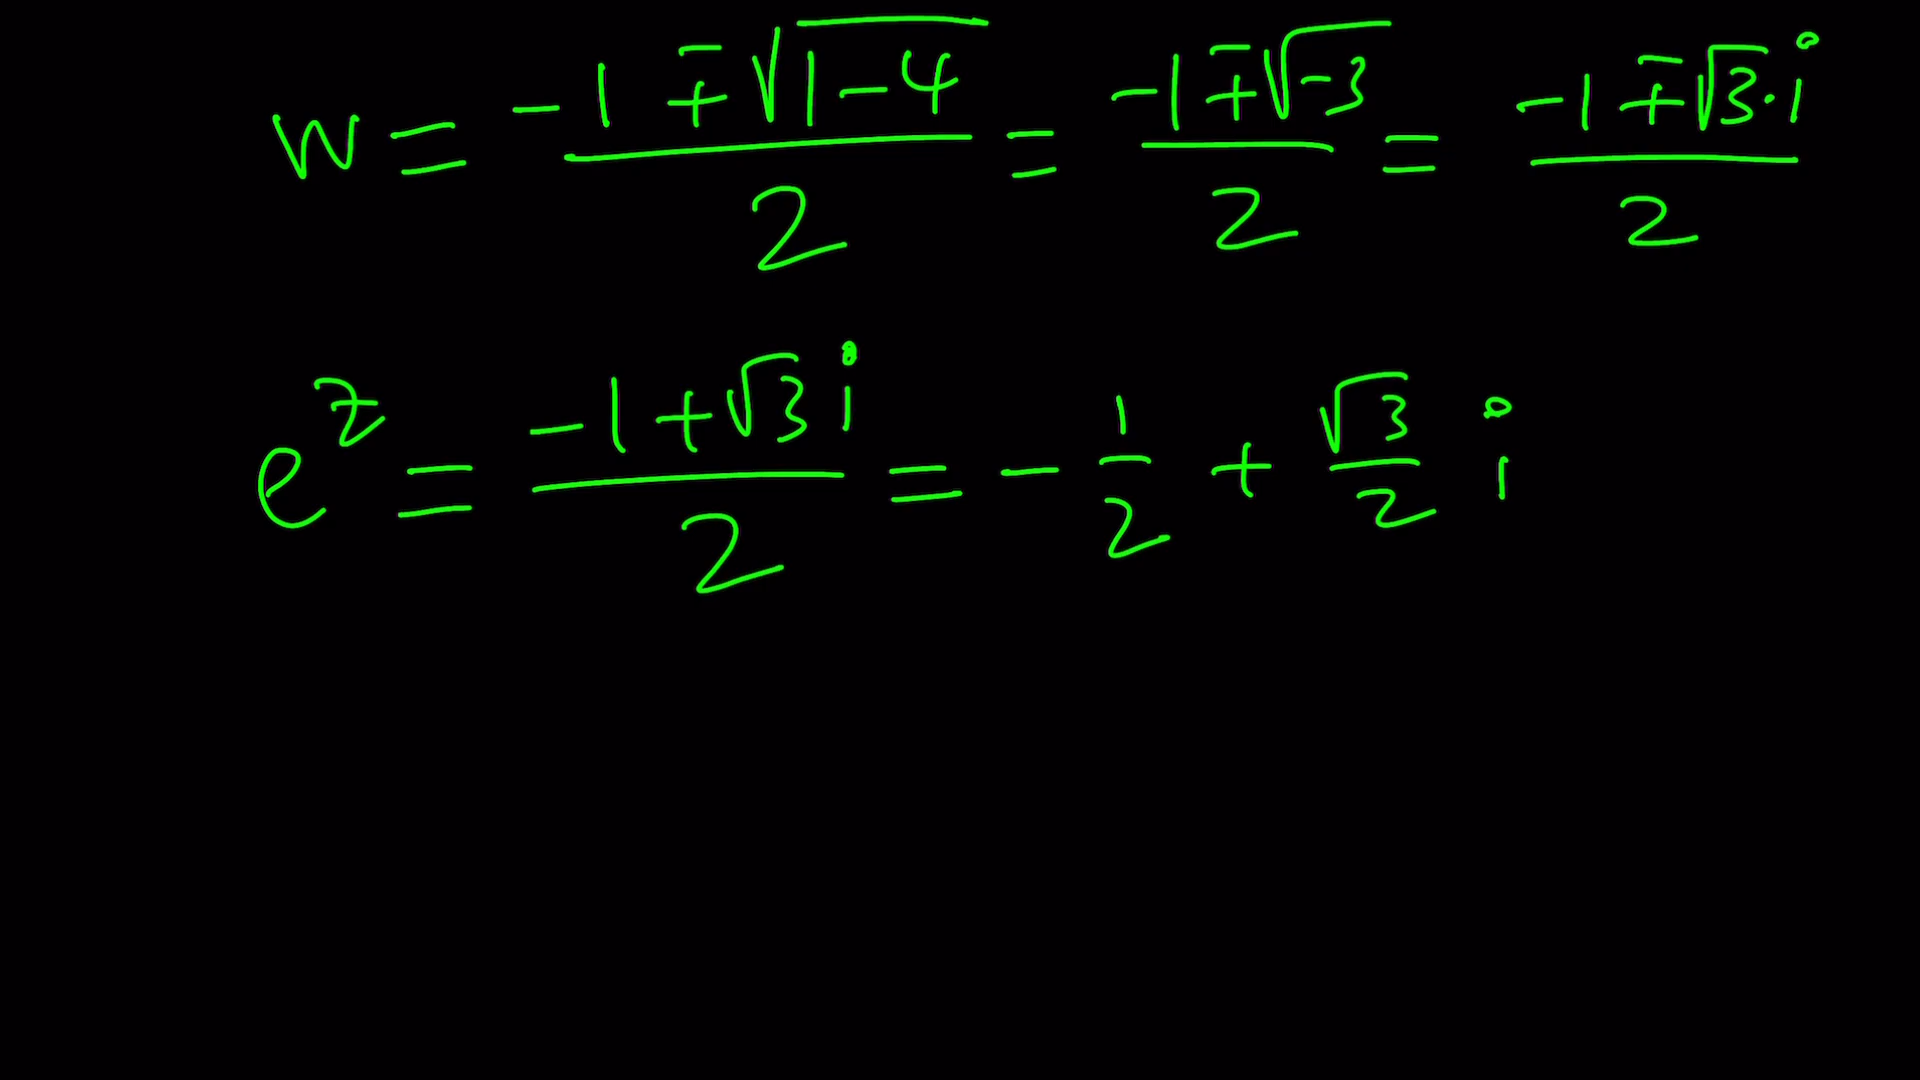 w = (-1 ∓ √(1-4))/2 = (-1 ∓ √-3)/2 = (-1 ∓ √3·i)/2
e^z = (-1+√3 i)/2 = -1/2 + √3/2 i